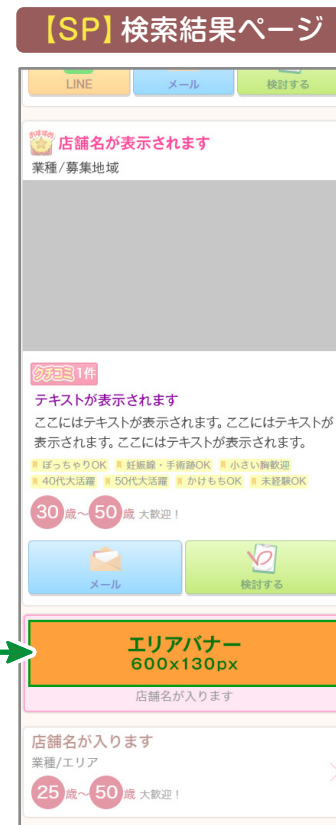 【SP】検索結果ページ
LINE メール 検討する
おすすめ 店舗名が表示されます
業種/募集地域
クチコミ1件
テキストが表示されます
ここにはテキストが表示されます。ここにはテキストが
表示されます。ここにはテキストが表示されます。
ぽっちゃりOK 妊娠線・手術跡OK 小さい胸歓迎
40代大活躍 50代大活躍 かけもちOK 未経験OK
30歳～50歳 大歓迎！
メール 検討する
エリアバナー
600x130px
店舗名が入ります
店舗名が入ります
業種/エリア
25歳～50歳 大歓迎！